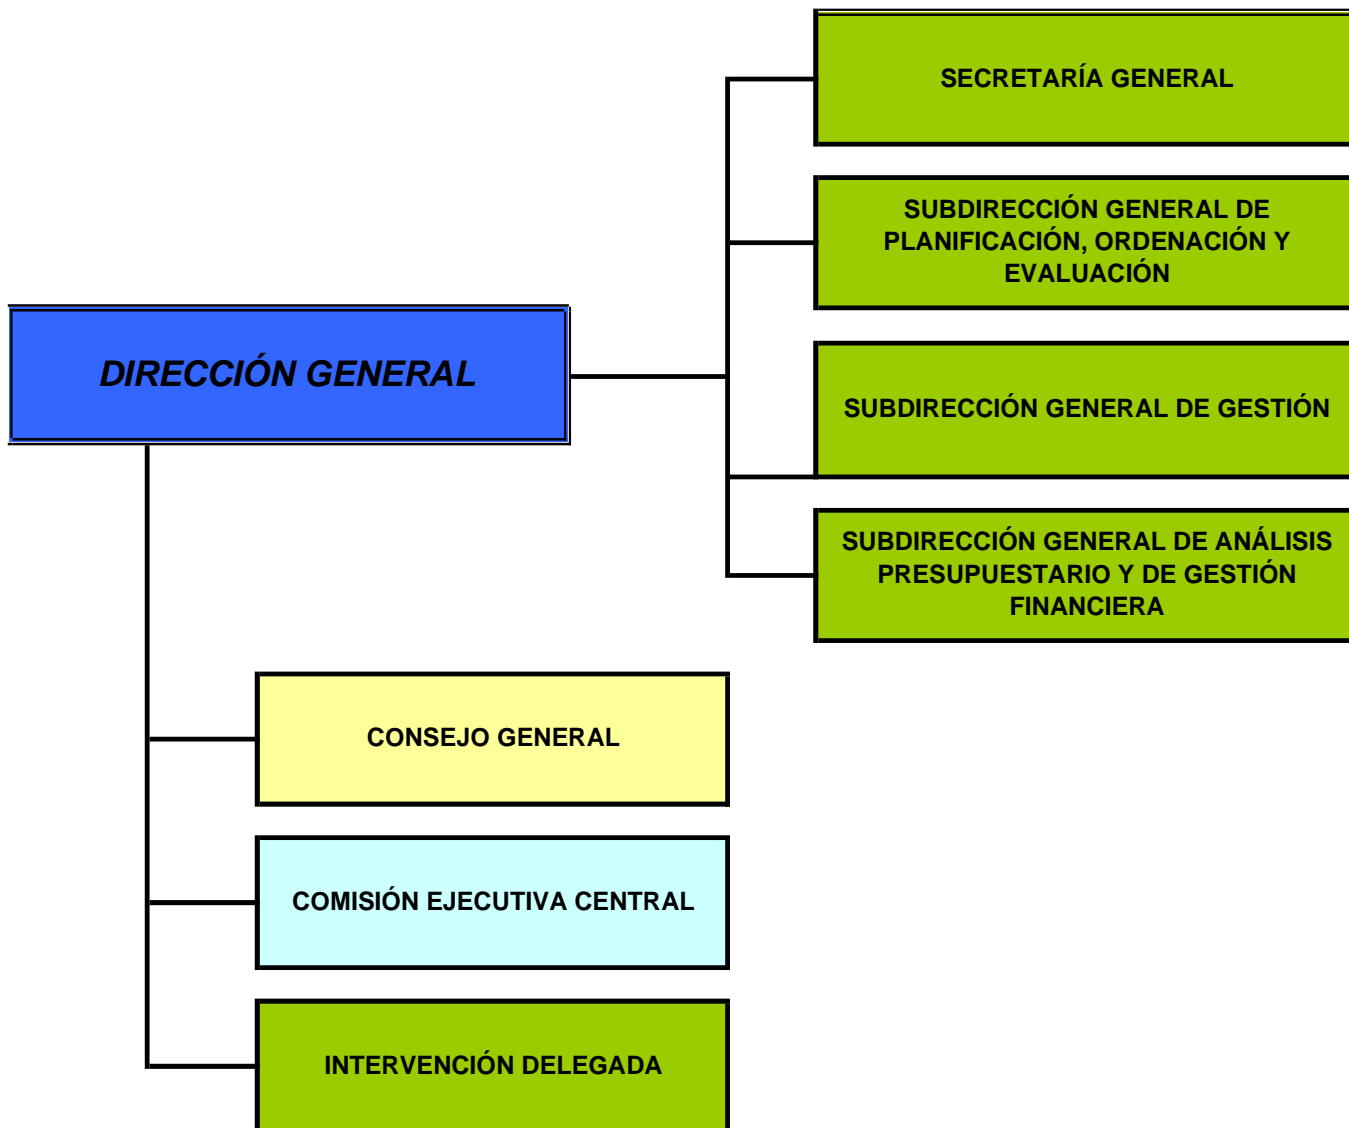 SECRETARÍA GENERAL
SUBDIRECCIÓN GENERAL DE
PLANIFICACIÓN, ORDENACIÓN Y
EVALUACIÓN
DIRECCIÓN GENERAL
SUBDIRECCIÓN GENERAL DE GESTIÓN
SUBDIRECCIÓN GENERAL DE ANÁLISIS
PRESUPUESTARIO Y DE GESTIÓN
FINANCIERA
CONSEJO GENERAL
COMISIÓN EJECUTIVA CENTRAL
INTERVENCIÓN DELEGADA